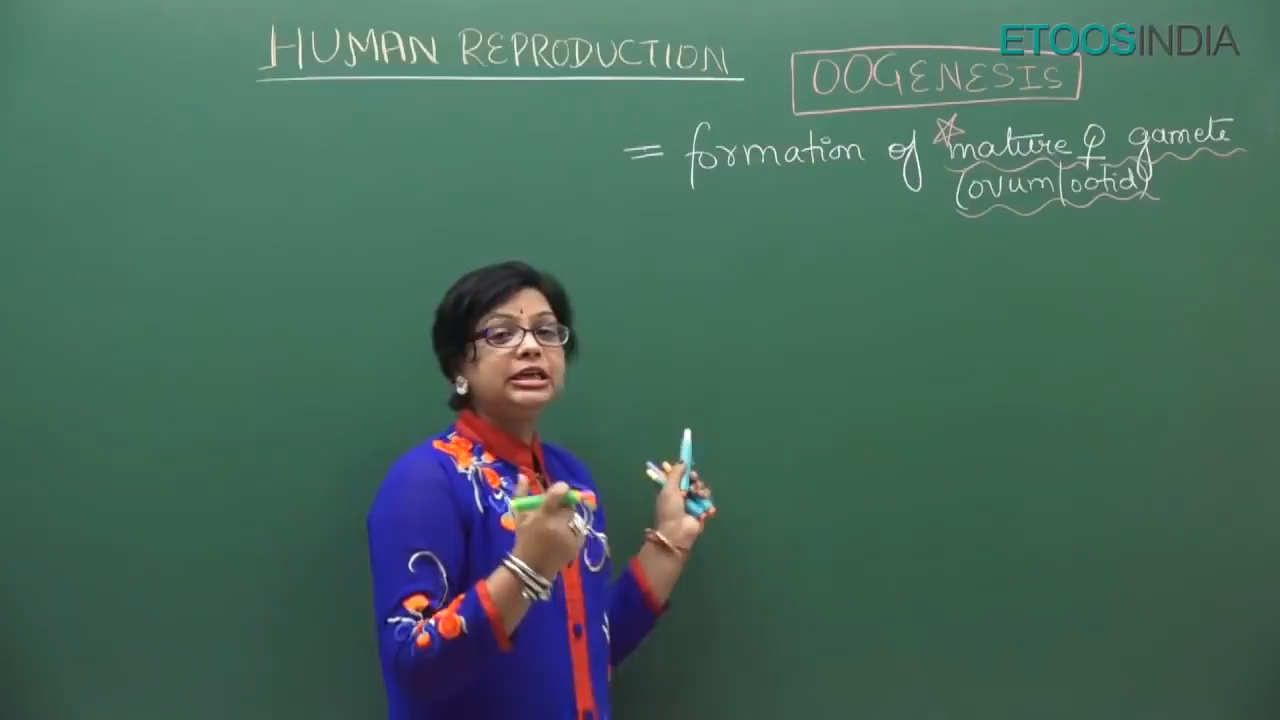 ETOOSINDIA
HUMAN REPRODUCTION
OOGENESIS
= formation of *mature ♀ gamete
(ovum/ootid)